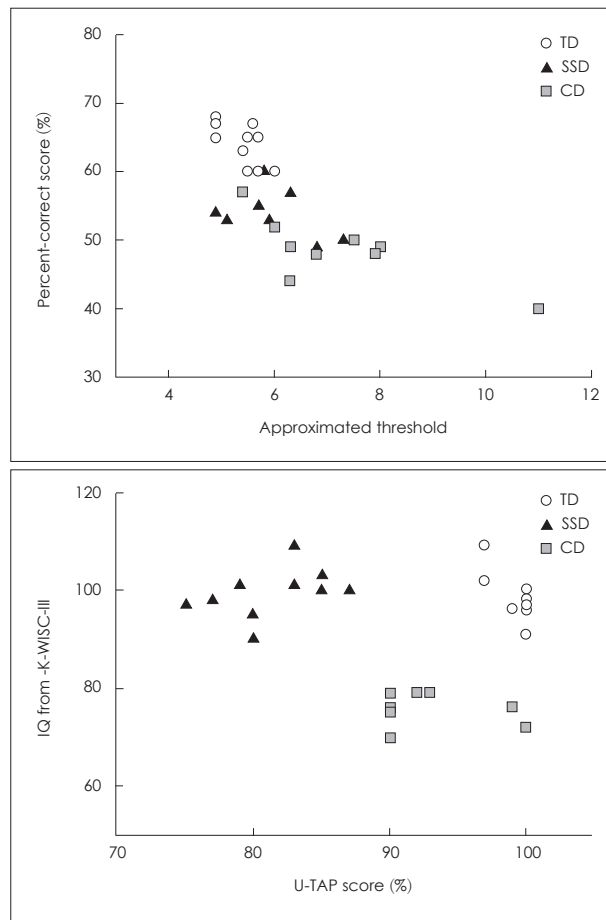 80
70
60
50
40
30
4
6
8
10
12
Percent-correct score (%)
Approximated threshold
TD
SSD
CD
120
100
80
60
70
80
90
100
IQ from -K-WISC-III
U-TAP score (%)
TD
SSD
CD